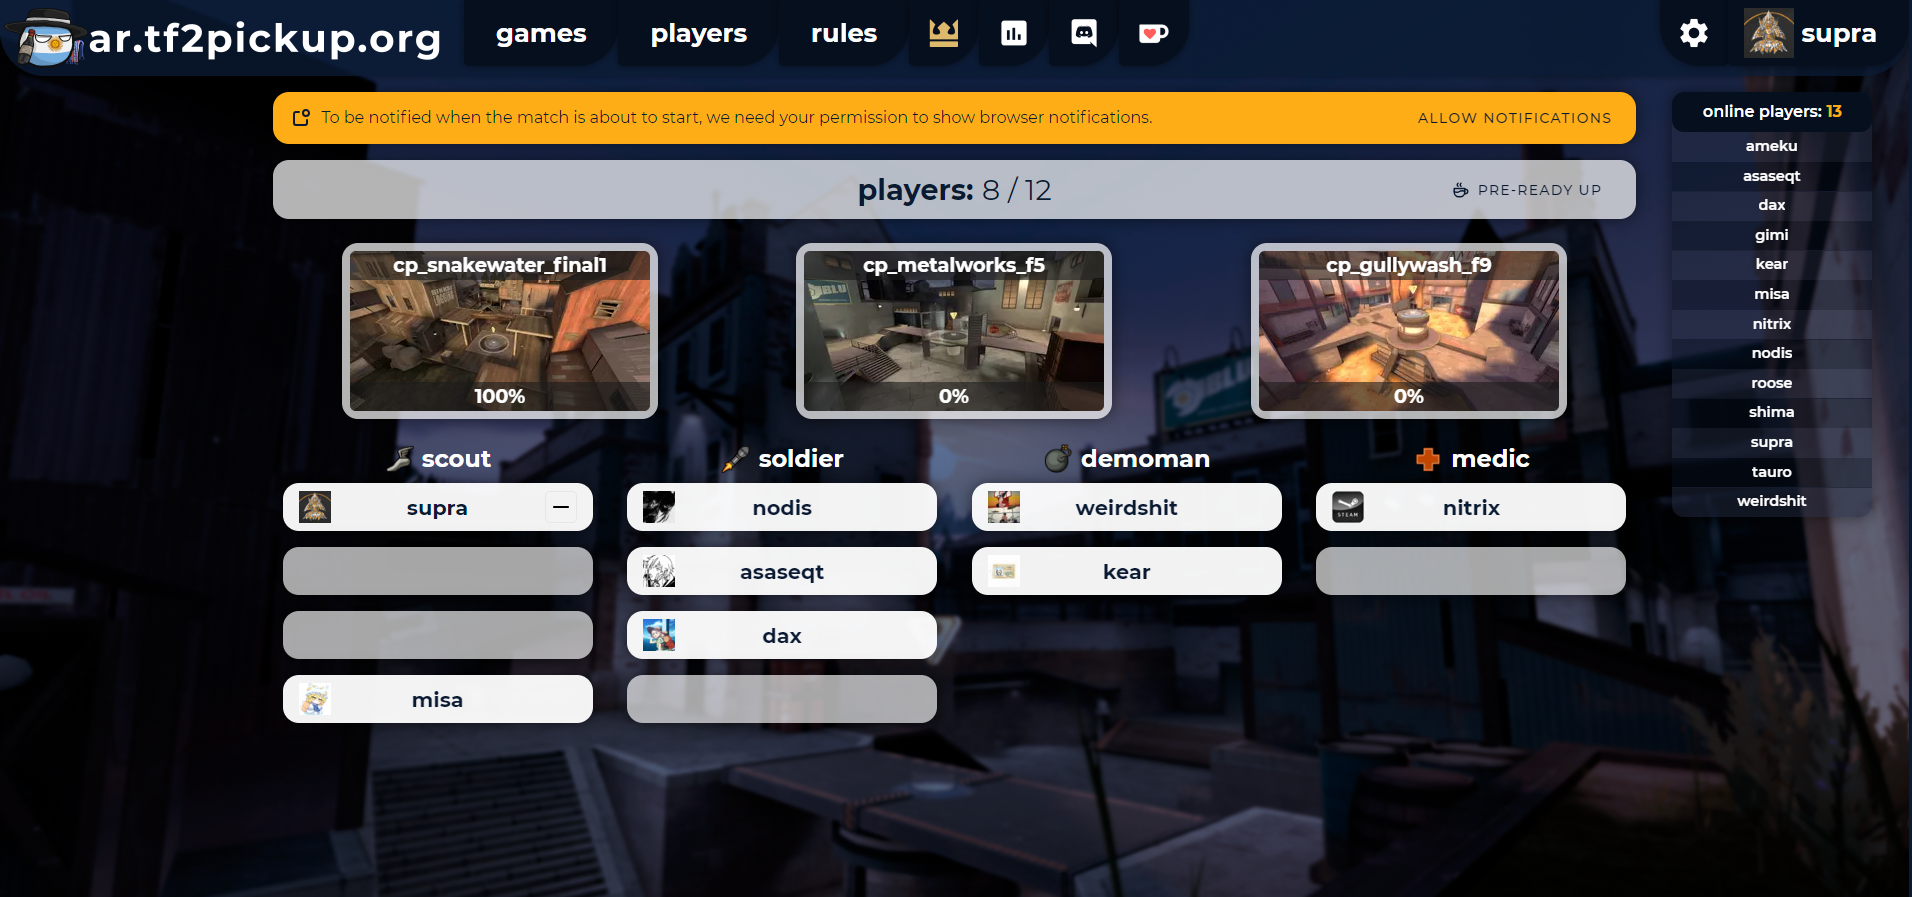 ar.tf2pickup.org
games
players
rules
supra
To be notified when the match is about to start, we need your permission to show browser notifications.
ALLOW NOTIFICATIONS
players: 8 / 12
PRE-READY UP
cp_snakewater_final1
100%
cp_metalworks_f5
BLU
0%
cp_gullywash_f9
0%
BLU
scout
supra
misa
soldier
nodis
asaseqt
dax
demoman
weirdshit
kear
medic
STEAM
nitrix
online players: 13
ameku
asaseqt
dax
gimi
kear
misa
nitrix
nodis
roose
shima
supra
tauro
weirdshit